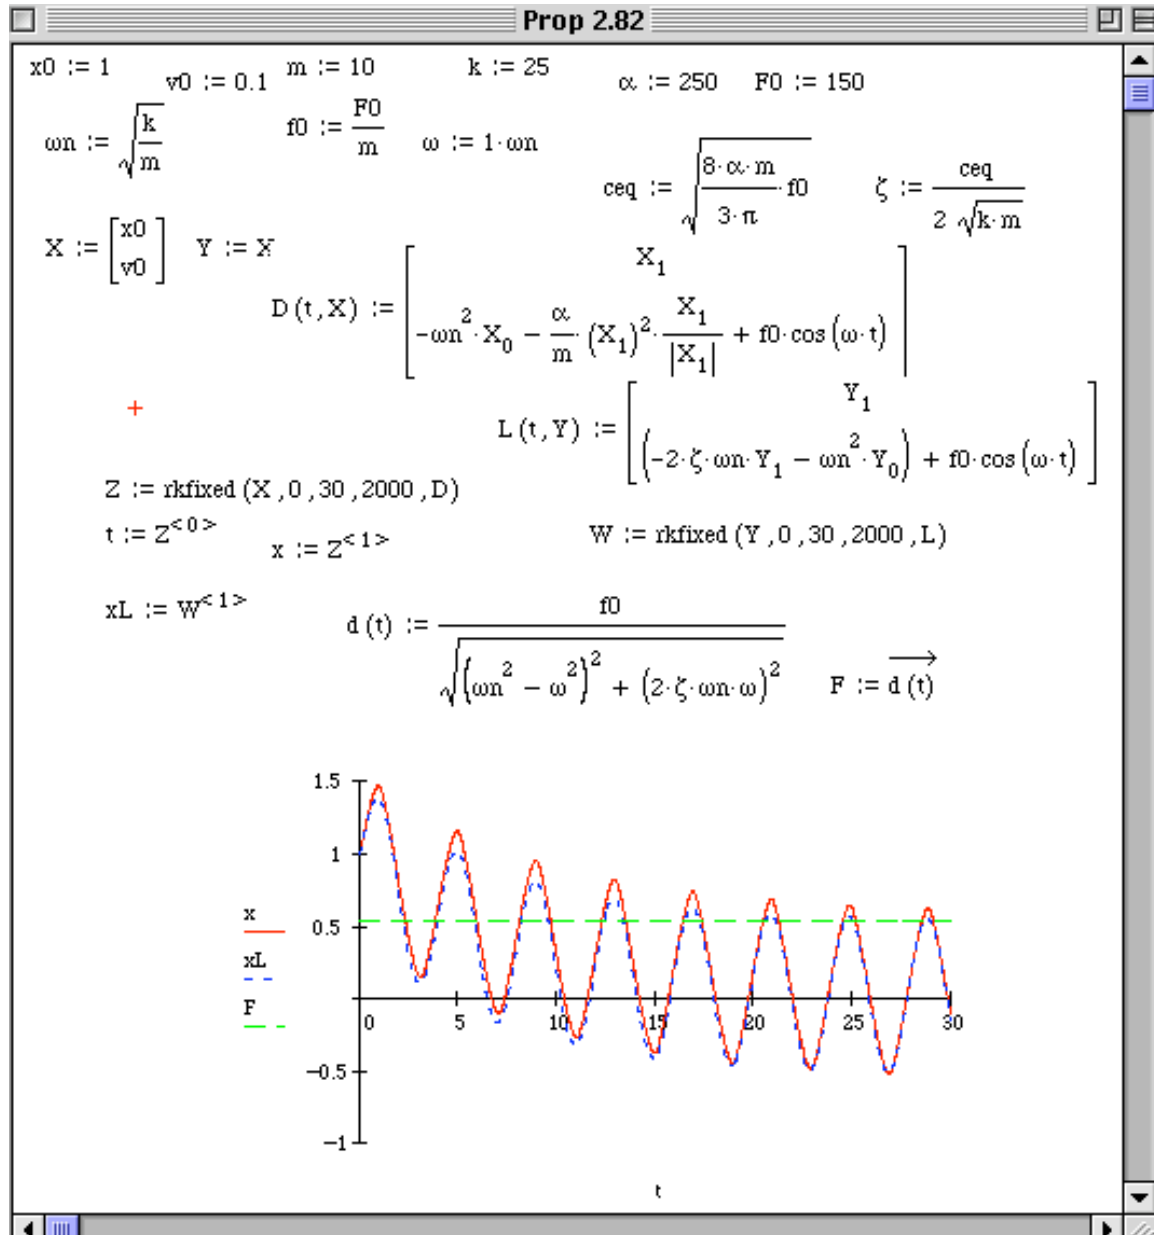 Prop 2.82
x0 := 1 v0 := 0.1 m := 10 k := 25 α := 250 F0 := 150
ωn := √(k/m) f0 := F0/m ω := 1·ωn
ceq := √(8·α·m/3·π · f0) ζ := ceq/2 √k·m
X := [x0 v0] Y := X
D(t,X) := [X₁ -ωn²·X₀ − α/m·(X₁)²·X₁/|X₁| + f0·cos(ω·t)]
+
L(t,Y) := [Y₁ (-2·ζ·ωn·Y₁ − ωn²·Y₀) + f0·cos(ω·t)]
Z := rkfixed(X,0,30,2000,D)
t := Z^<0> x := Z^<1> W := rkfixed(Y,0,30,2000,L)
xL := W^<1> d(t) := f0/√((ωn² − ω²)² + (2·ζ·ωn·ω)²) F := d(t)
1.5
1
0.5
−0.5
−1
x
xL
F
0 5 10 15 20 25 30
t